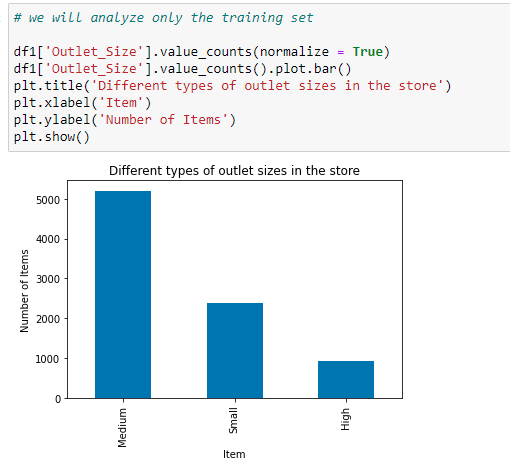 # we will analyze only the training set
df1['Outlet_Size'].value_counts(normalize = True)
df1['Outlet_Size'].value_counts().plot.bar()
plt.title('Different types of outlet sizes in the store')
plt.xlabel('Item')
plt.ylabel('Number of Items')
plt.show()
Different types of outlet sizes in the store
Number of Items
5000
4000
3000
2000
1000
0
Medium
Small
High
Item